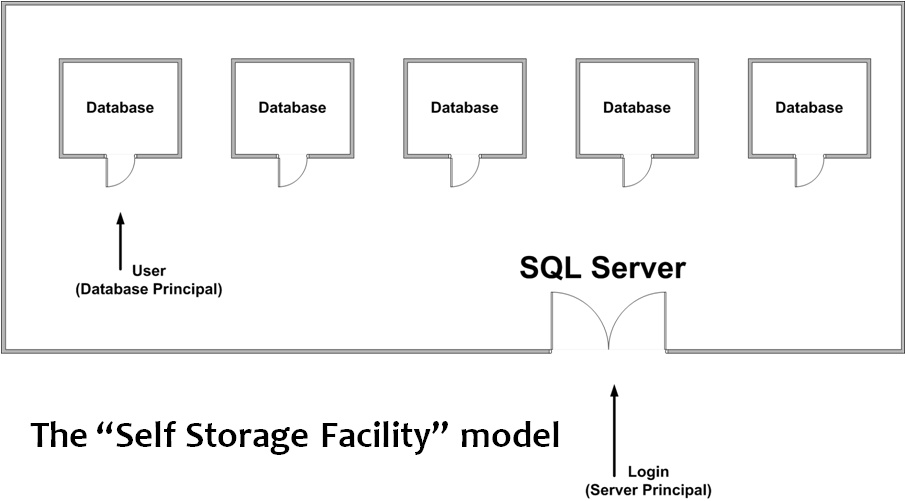 Database
Database
Database
Database
Database
User
(Database Principal)
SQL Server
The “Self Storage Facility” model
Login
(Server Principal)